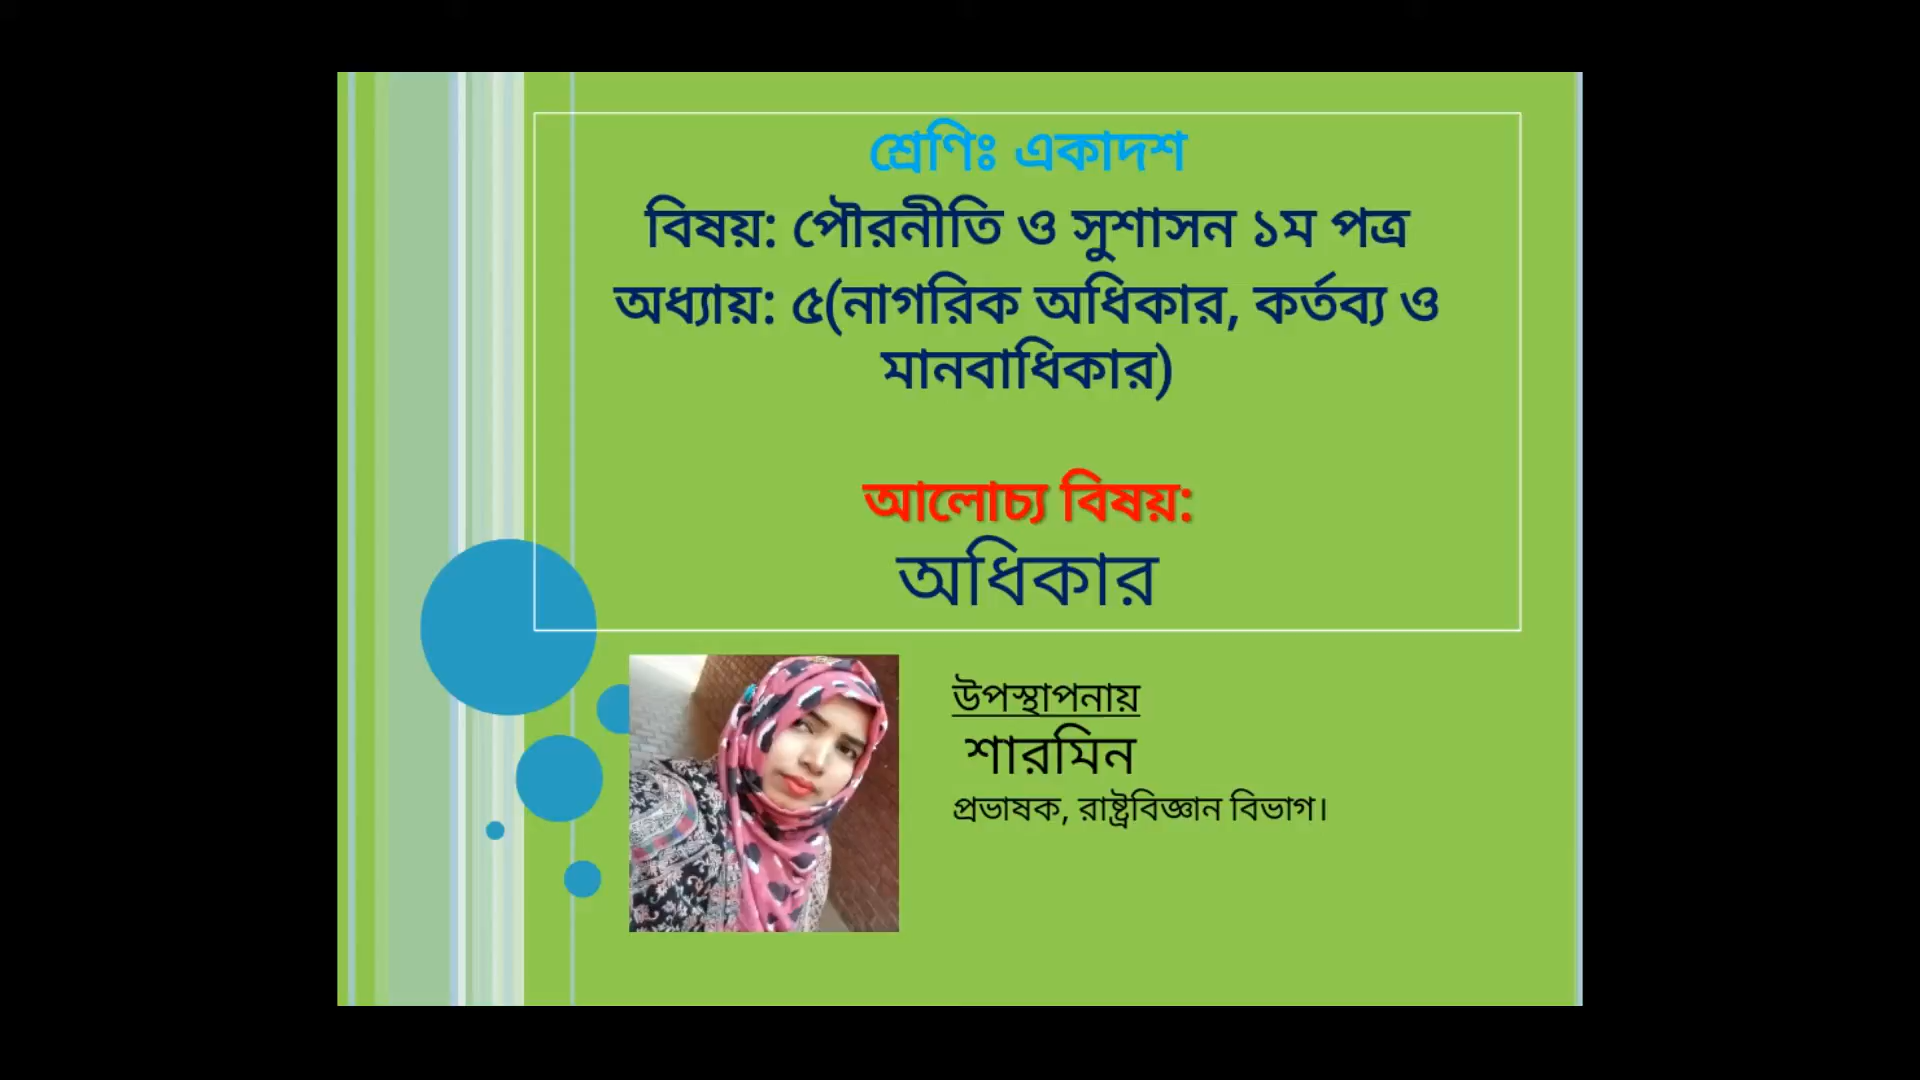 শ্রেণিঃ একাদশ
বিষয়: পৌরনীতি ও সুশাসন ১ম পত্র
অধ্যায়: ৫(নাগরিক অধিকার, কর্তব্য ও
মানবাধিকার)
আলোচ্য বিষয়:
অধিকার
উপস্থাপনায়
শারমিন
প্রভাষক, রাষ্ট্রবিজ্ঞান বিভাগ।